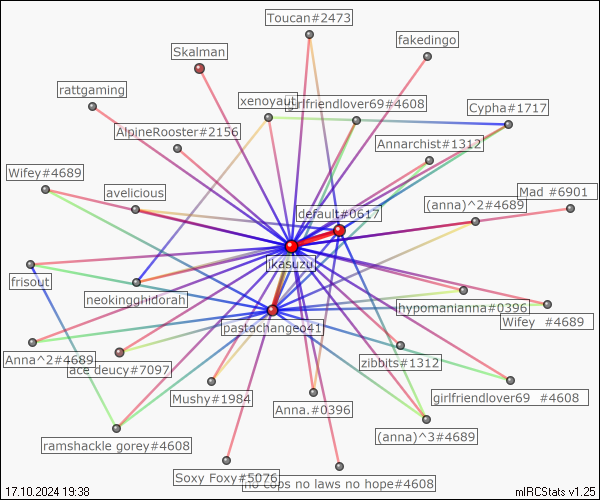 Toucan#2473
fakedingo
Skalman
rattgaming
xenoyaut
girlfriendlover69#4608
Cypha#1717
AlpineRooster#2156
Annarchist#1312
Wifey#4689
avelicious
Mad #6901
(anna)^2#4689
default#0617
jkasuzu
frisout
neokingghidorah
hypomanianna#0396
Wifey #4689
pastachangeo41
Anna^2#4689
ace deucy#7097
zibbits#1312
Mushy#1984
Anna.#0396
girlfriendlover69 #4608
ramshackle gorey#4608
(anna)^3#4689
Soxy Foxy#5076
no cops no laws no hope#4608
17.10.2024 19:38
mIRCStats v1.25